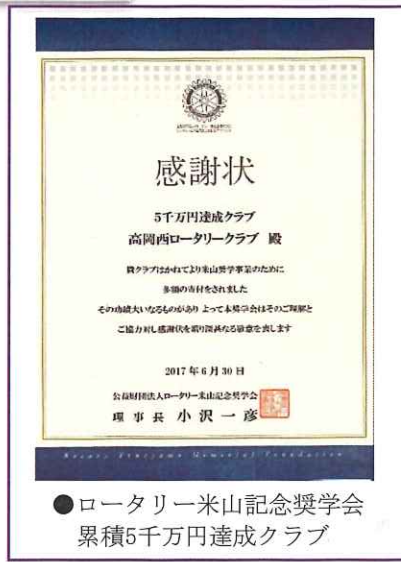 感謝状
5千万円達成クラブ
高岡西ロータリークラブ 殿
貴クラブはかねてより米山奨学事業のために
多額の寄付をされました
その功績大いなるものがあり よって本奨学会はそのご理解と
ご協力対し感謝状を贈り深甚なる敬意を表します
2017年6月30日
公益財団法人ロータリー米山記念奨学会
理事長 小沢一彦
Rotary Yoneyama Memorial Foundation
●ロータリー米山記念奨学会
累積5千万円達成クラブ